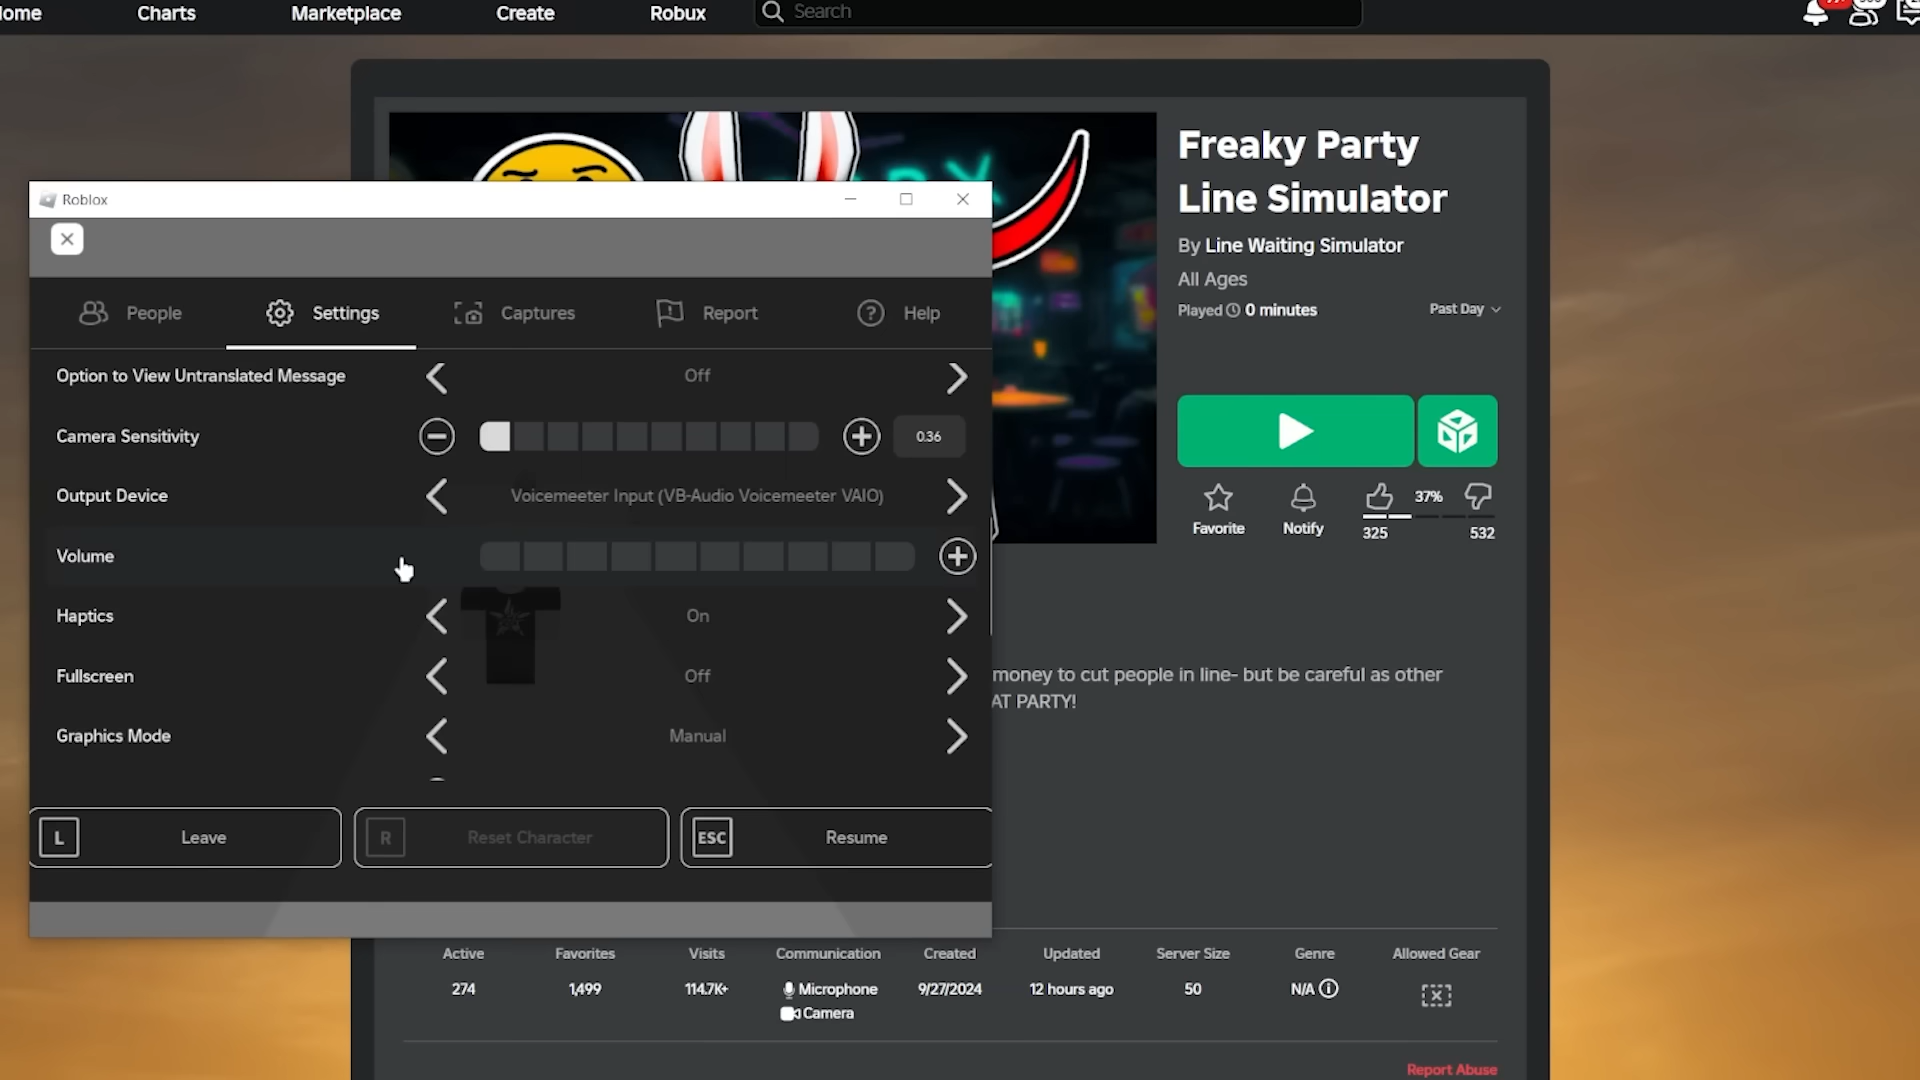 Charts
Marketplace
Create
Robux
Search
Freaky Party
Line Simulator
By Line Waiting Simulator
All Ages
Played 0 minutes
Past Day
Favorite
Notify
37%
325
532
Roblox
People
Settings
Captures
Report
Help
Option to View Untranslated Message
Off
Camera Sensitivity
0.36
Output Device
Voicemeeter Input (VB-Audio Voicemeeter VAIO)
Volume
Haptics
On
Fullscreen
Off
Graphics Mode
Manual
L
Leave
R
Reset Character
ESC
Resume
money to cut people in line- but be careful as other
AT PARTY!
Active
Favorites
Visits
Communication
Created
Updated
Server Size
Genre
Allowed Gear
274
1,499
114.7K+
Microphone
Camera
9/27/2024
12 hours ago
50
N/A
Report Abuse